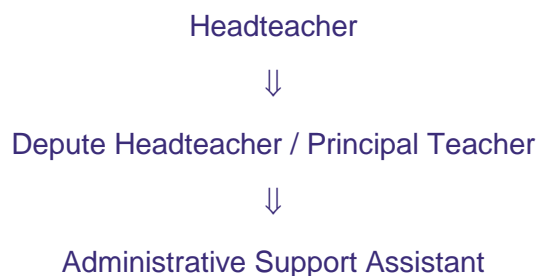 Headteacher
⇓
Depute Headteacher / Principal Teacher
⇓
Administrative Support Assistant